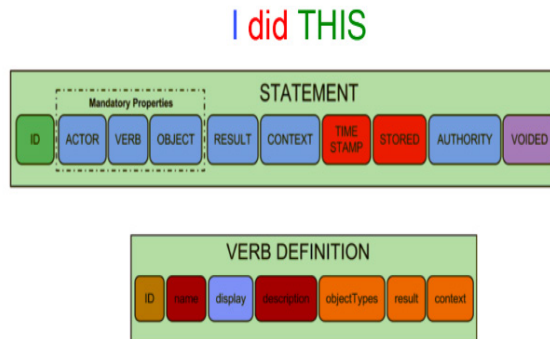 I did THIS
STATEMENT
Mandatory Properties
ID ACTOR VERB OBJECT RESULT CONTEXT TIME STAMP STORED AUTHORITY VOIDED
VERB DEFINITION
ID name display description objectTypes result context